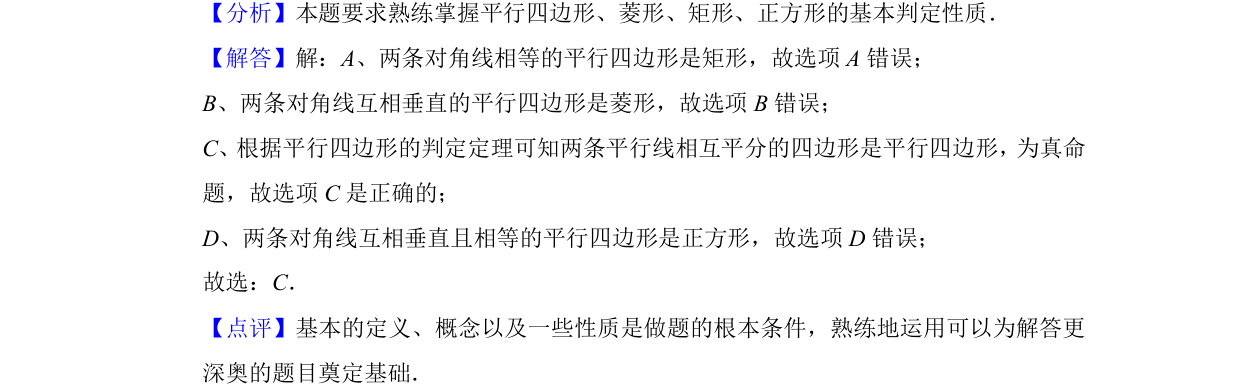 【分析】本题要求熟练掌握平行四边形、菱形、矩形、正方形的基本判定性质．
【解答】解：A、两条对角线相等的平行四边形是矩形，故选项 A 错误；
B、两条对角线互相垂直的平行四边形是菱形，故选项 B 错误；
C、根据平行四边形的判定定理可知两条平行线相互平分的四边形是平行四边形，为真命
题，故选项 C 是正确的；
D、两条对角线互相垂直且相等的平行四边形是正方形，故选项 D 错误；
故选：C．
【点评】基本的定义、概念以及一些性质是做题的根本条件，熟练地运用可以为解答更
深奥的题目奠定基础．